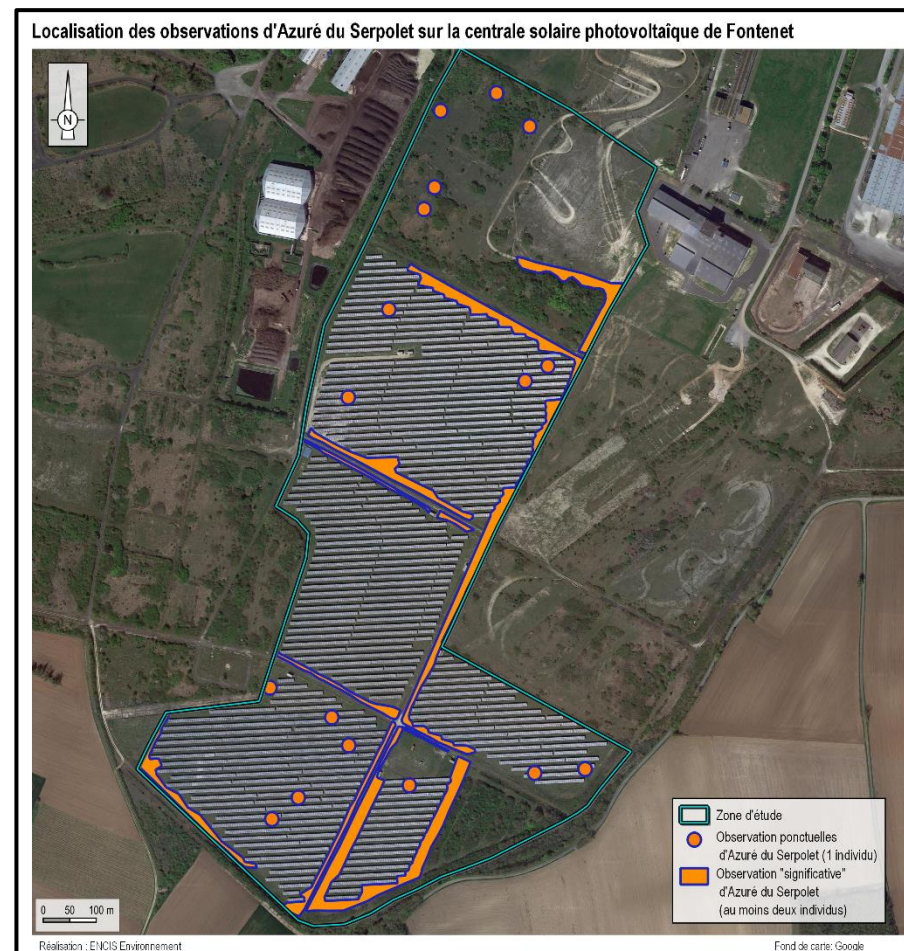 Localisation des observations d'Azuré du Serpolet sur la centrale solaire photovoltaïque de Fontenet
N
Zone d'étude
Observation ponctuelles
d'Azuré du Serpolet (1 individu)
Observation "significative"
d'Azuré du Serpolet
(au moins deux individus)
0 50 100 m
Réalisation : ENCIS Environnement
Fond de carte: Google